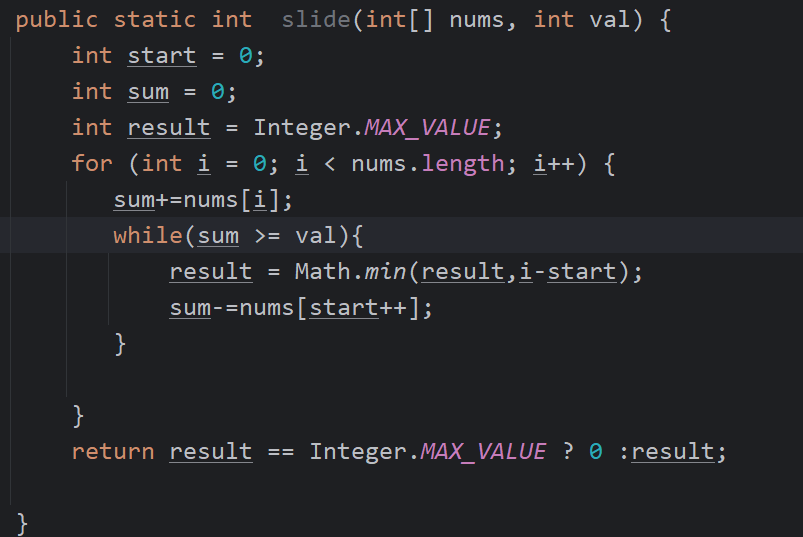 public static int  slide(int[] nums, int val) {
    int start = 0;
    int sum = 0;
    int result = Integer.MAX_VALUE;
    for (int i = 0; i < nums.length; i++) {
       sum+=nums[i];
       while(sum >= val){
           result = Math.min(result,i-start);
           sum-=nums[start++];
       }
    }
    return result == Integer.MAX_VALUE ? 0 :result;
}